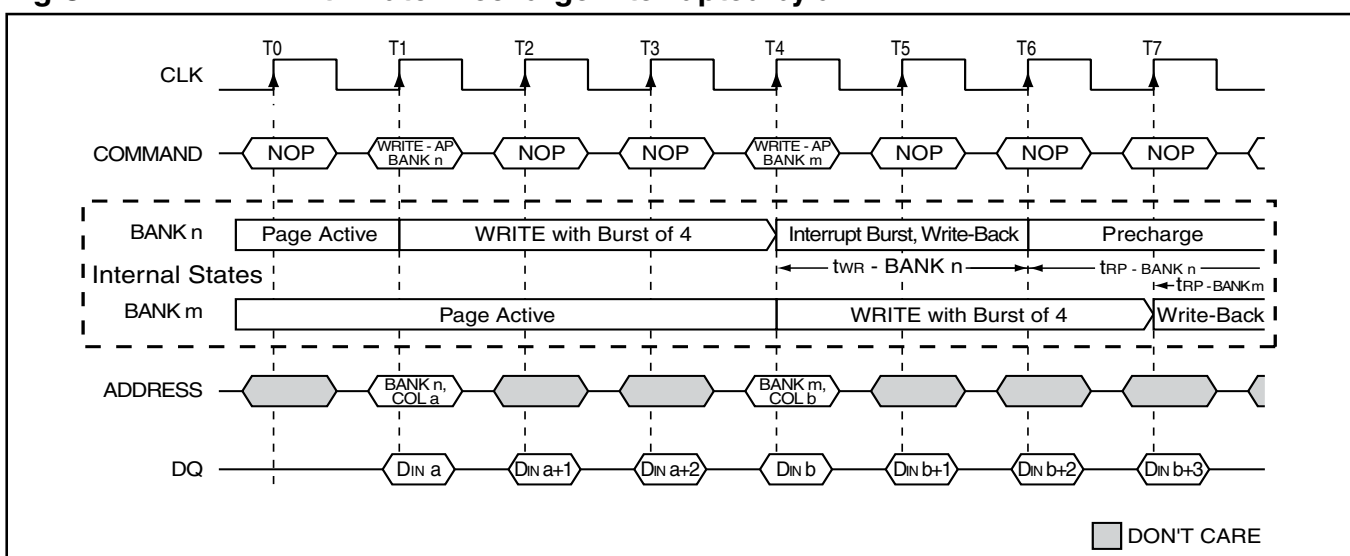 T0 T1 T2 T3 T4 T5 T6 T7
CLK
COMMAND NOP WRITE - AP BANK n NOP NOP WRITE - AP BANK m NOP NOP NOP
BANK n Page Active WRITE with Burst of 4 Interrupt Burst, Write-Back Precharge
Internal States tWR - BANK n tRP - BANK n
tRP - BANK m
BANK m Page Active WRITE with Burst of 4 Write-Back
ADDRESS BANK n, COL a BANK m, COL b
DQ DIN a DIN a+1 DIN a+2 DIN b DIN b+1 DIN b+2 DIN b+3
DON'T CARE